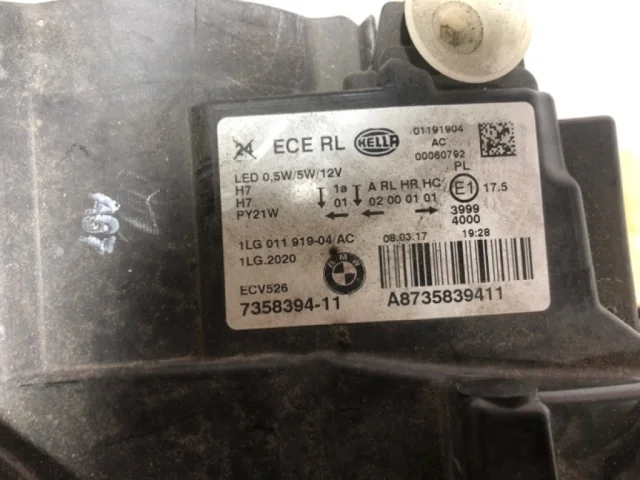 ECE RL HELLA
01191904
AC
00060792
PL
LED 0,5W/5W/12V
H7 1a A RL HR HC E1 17.5
H7 01 02 00 01 01
PY21W 3999
4000
1LG 011 919-04/AC 08.03.17 19:28
1LG.2020
BMW
ECV526
7358394-11 A8735839411